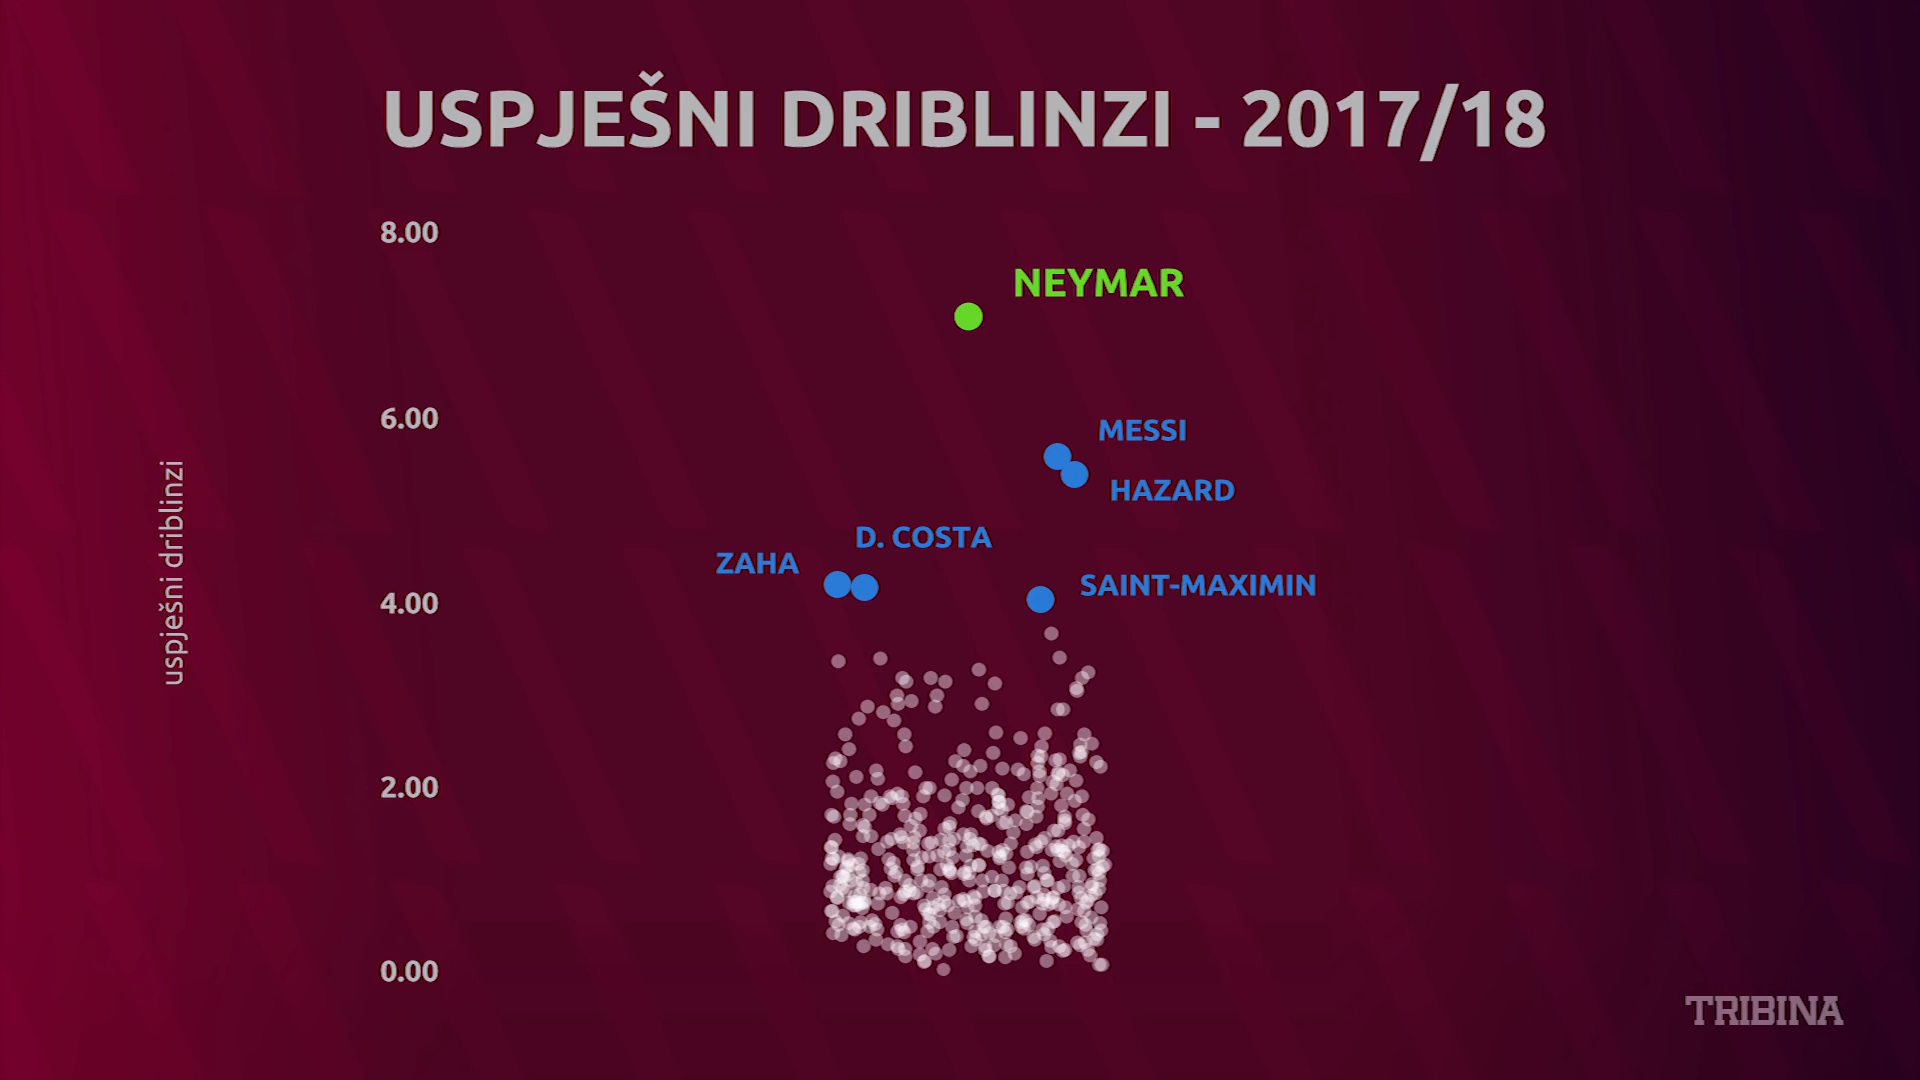 USPJEŠNI DRIBLINZI - 2017/18
8.00
NEYMAR
6.00
MESSI
HAZARD
D. COSTA
ZAHA
SAINT-MAXIMIN
4.00
uspješni driblinzi
2.00
0.00
TRIBINA